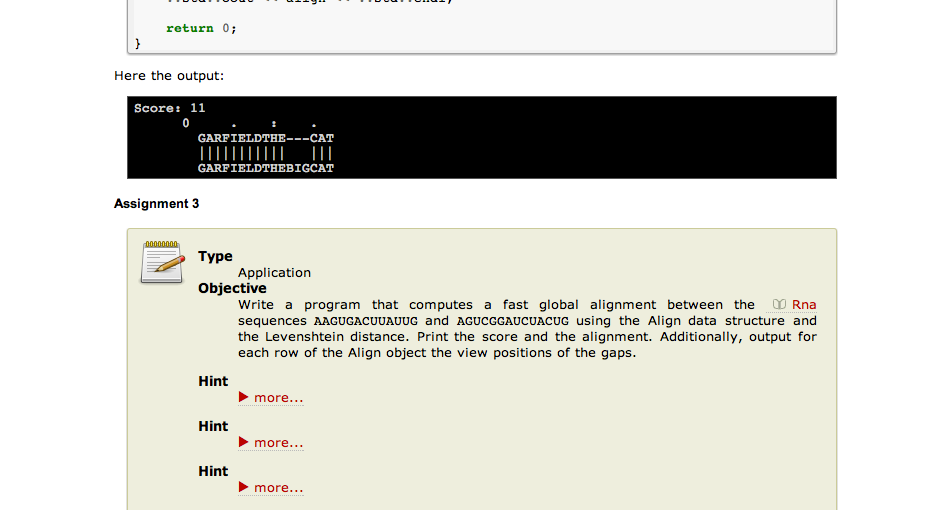 return 0;
}
Here the output:
Score: 11
0 . : .
GARFIELDTHE---CAT
||||||||||| |||
GARFIELDTHEBIGCAT
Assignment 3
Type
Application
Objective
Write a program that computes a fast global alignment between the Rna
sequences AAGUGACUUAUUG and AGUCGGAUCUACUG using the Align data structure and
the Levenshtein distance. Print the score and the alignment. Additionally, output for
each row of the Align object the view positions of the gaps.
Hint
more...
Hint
more...
Hint
more...